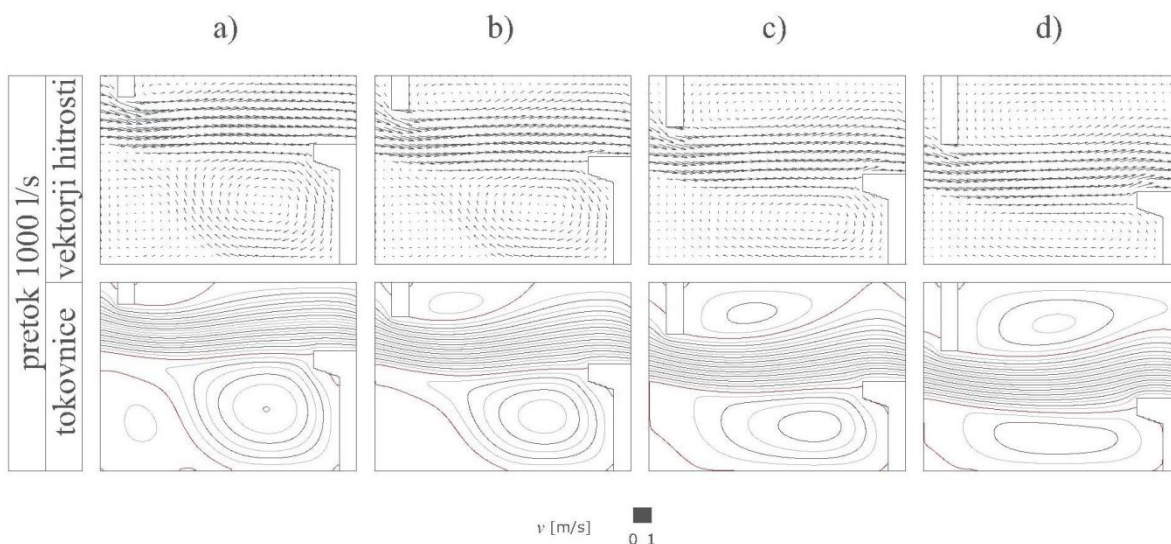 a) b) c) d)
pretok 1000 l/s
vektorji hitrosti
tokovnice
v [m/s]
0 1